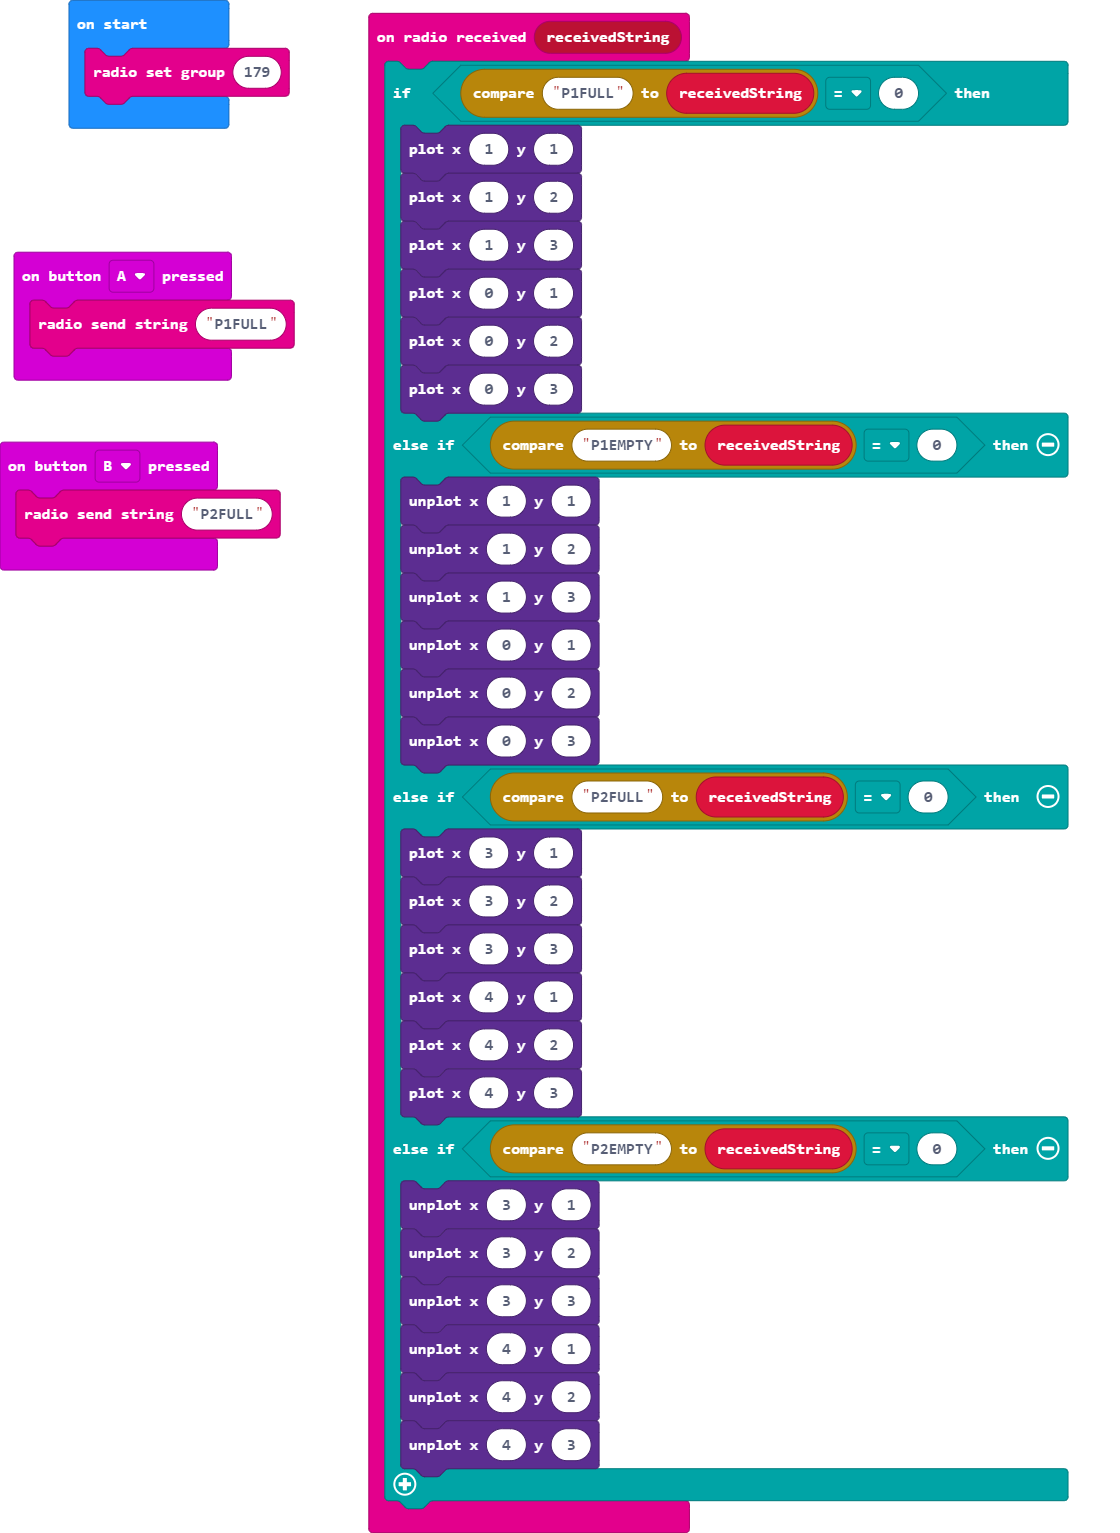 on start
radio set group 179
on button A pressed
radio send string "P1FULL"
on button B pressed
radio send string "P2FULL"
on radio received receivedString
if compare "P1FULL" to receivedString = 0 then
plot x 1 y 1
plot x 1 y 2
plot x 1 y 3
plot x 0 y 1
plot x 0 y 2
plot x 0 y 3
else if compare "P1EMPTY" to receivedString = 0 then
unplot x 1 y 1
unplot x 1 y 2
unplot x 1 y 3
unplot x 0 y 1
unplot x 0 y 2
unplot x 0 y 3
else if compare "P2FULL" to receivedString = 0 then
plot x 3 y 1
plot x 3 y 2
plot x 3 y 3
plot x 4 y 1
plot x 4 y 2
plot x 4 y 3
else if compare "P2EMPTY" to receivedString = 0 then
unplot x 3 y 1
unplot x 3 y 2
unplot x 3 y 3
unplot x 4 y 1
unplot x 4 y 2
unplot x 4 y 3